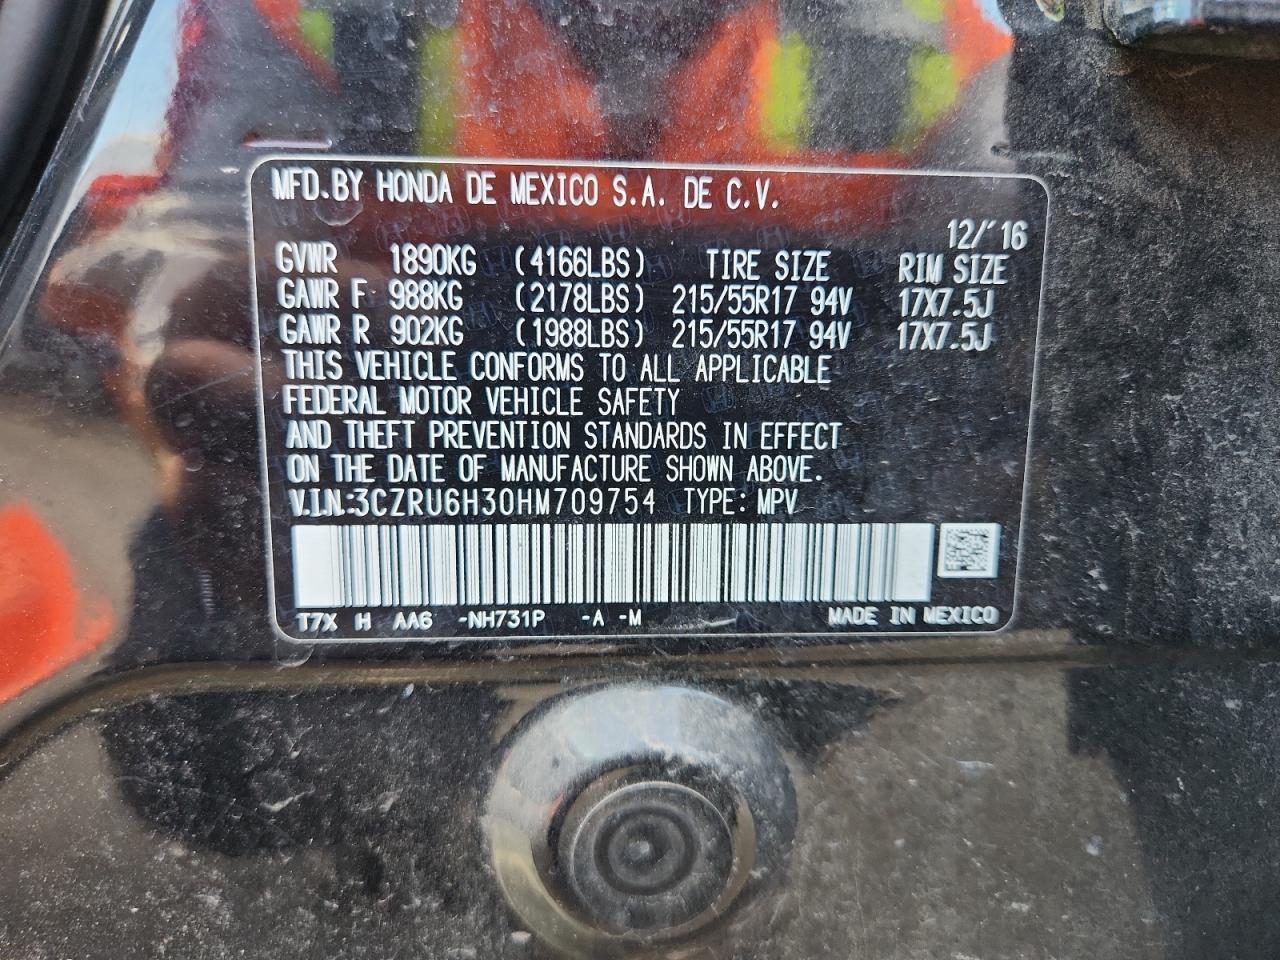 MFD.BY HONDA DE MEXICO S.A. DE C.V.
12/'16
GVWR 1890KG (4166LBS) TIRE SIZE RIM SIZE
GAWR F 988KG (2178LBS) 215/55R17 94V 17X7.5J
GAWR R 902KG (1988LBS) 215/55R17 94V 17X7.5J
THIS VEHICLE CONFORMS TO ALL APPLICABLE
FEDERAL MOTOR VEHICLE SAFETY
AND THEFT PREVENTION STANDARDS IN EFFECT
ON THE DATE OF MANUFACTURE SHOWN ABOVE.
V.I.N.:3CZRU6H30HM709754 TYPE: MPV
T7X H AA6 -NH731P -A -M MADE IN MEXICO